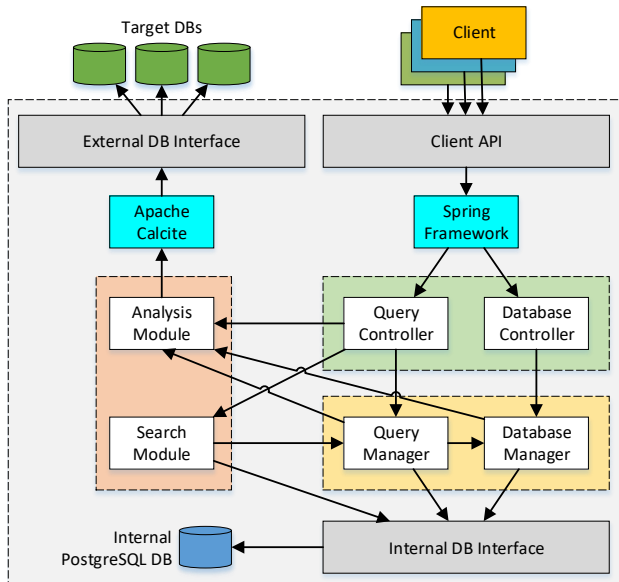 Target DBs
Client
External DB Interface
Client API
Apache
Calcite
Spring
Framework
Analysis
Module
Query
Controller
Database
Controller
Search
Module
Query
Manager
Database
Manager
Internal
PostgreSQL DB
Internal DB Interface